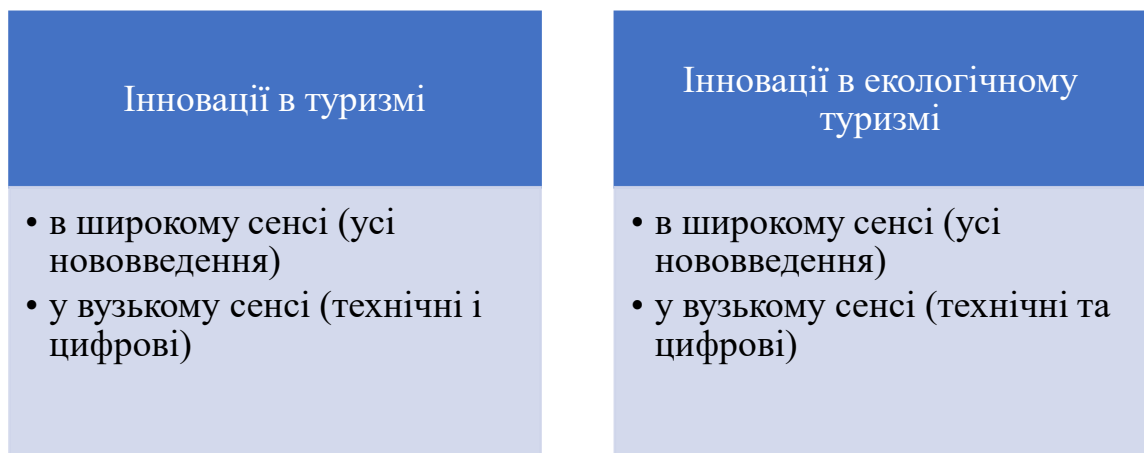 Інновації в туризмі
• в широкому сенсі (усі
нововведення)
• у вузькому сенсі (технічні і
цифрові)
Інновації в екологічному
туризмі
• в широкому сенсі (усі
нововведення)
• у вузькому сенсі (технічні та
цифрові)